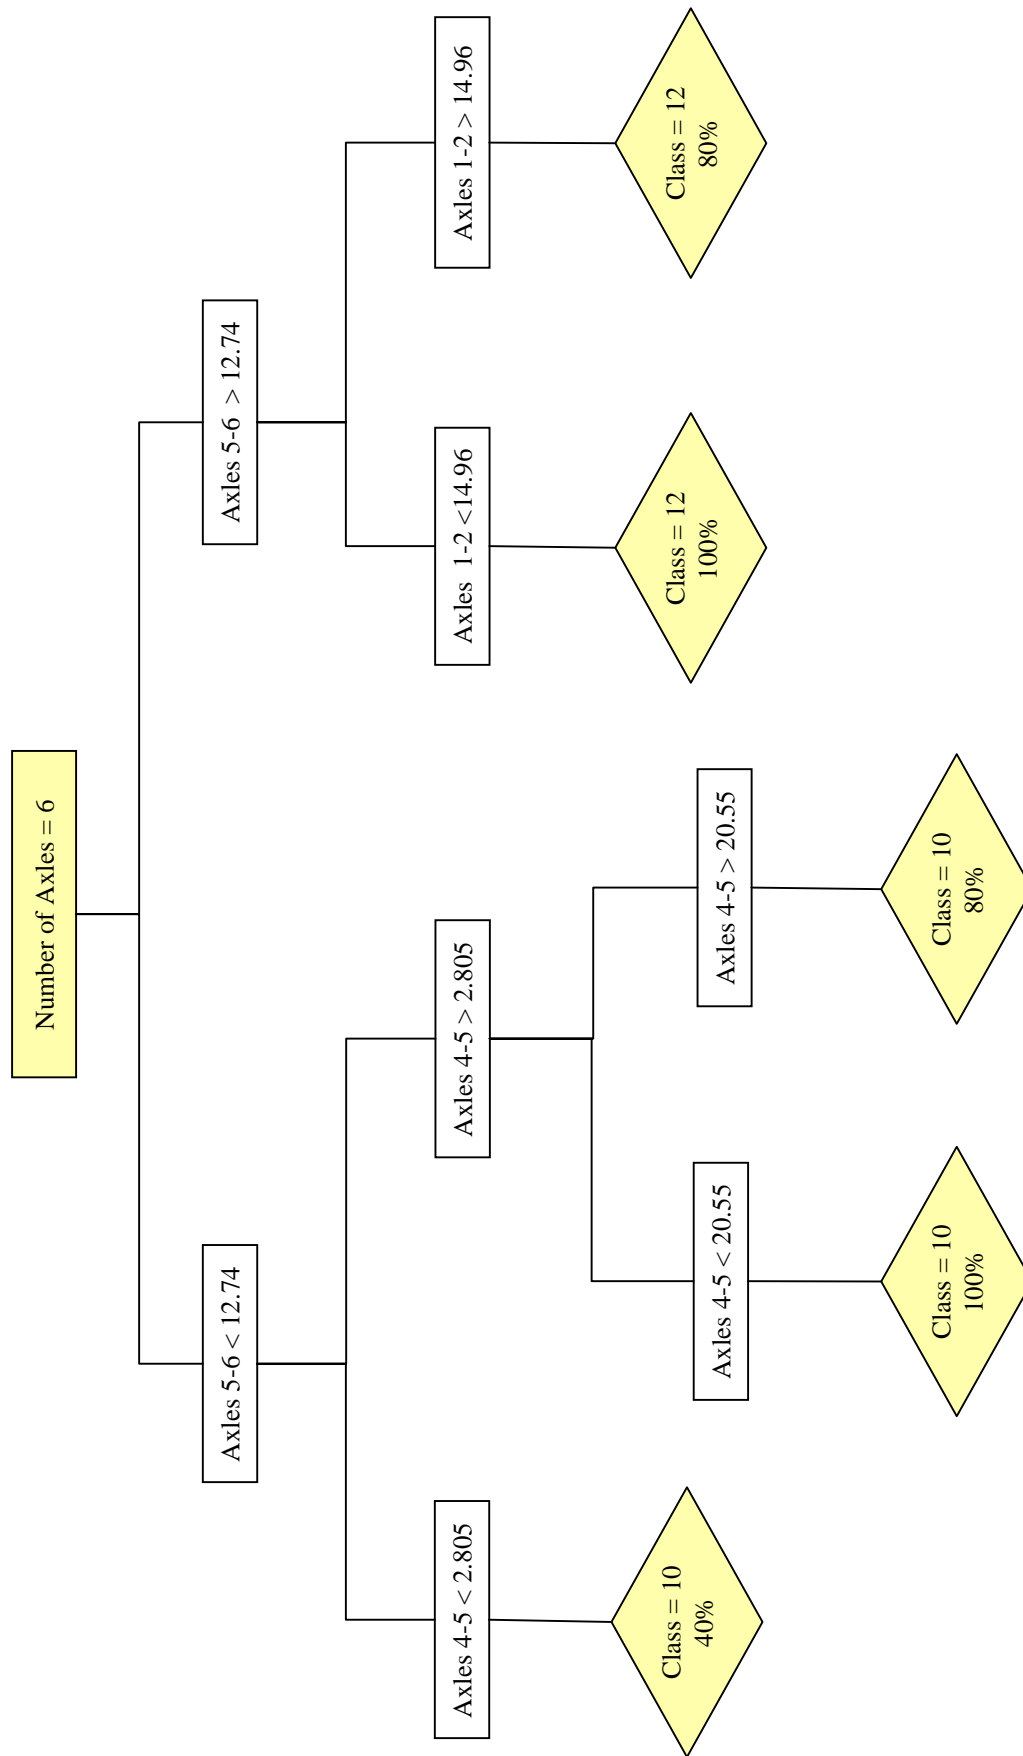 Number of Axles = 6
Axles 5-6 < 12.74
Axles 5-6  > 12.74
Axles 4-5 < 2.805
Axles 4-5 > 2.805
Axles  1-2 <14.96
Axles 1-2 > 14.96
Class = 10
40%
Axles 4-5 < 20.55
Axles 4-5 > 20.55
Class = 12
100%
Class = 12
80%
Class = 10
100%
Class = 10
80%